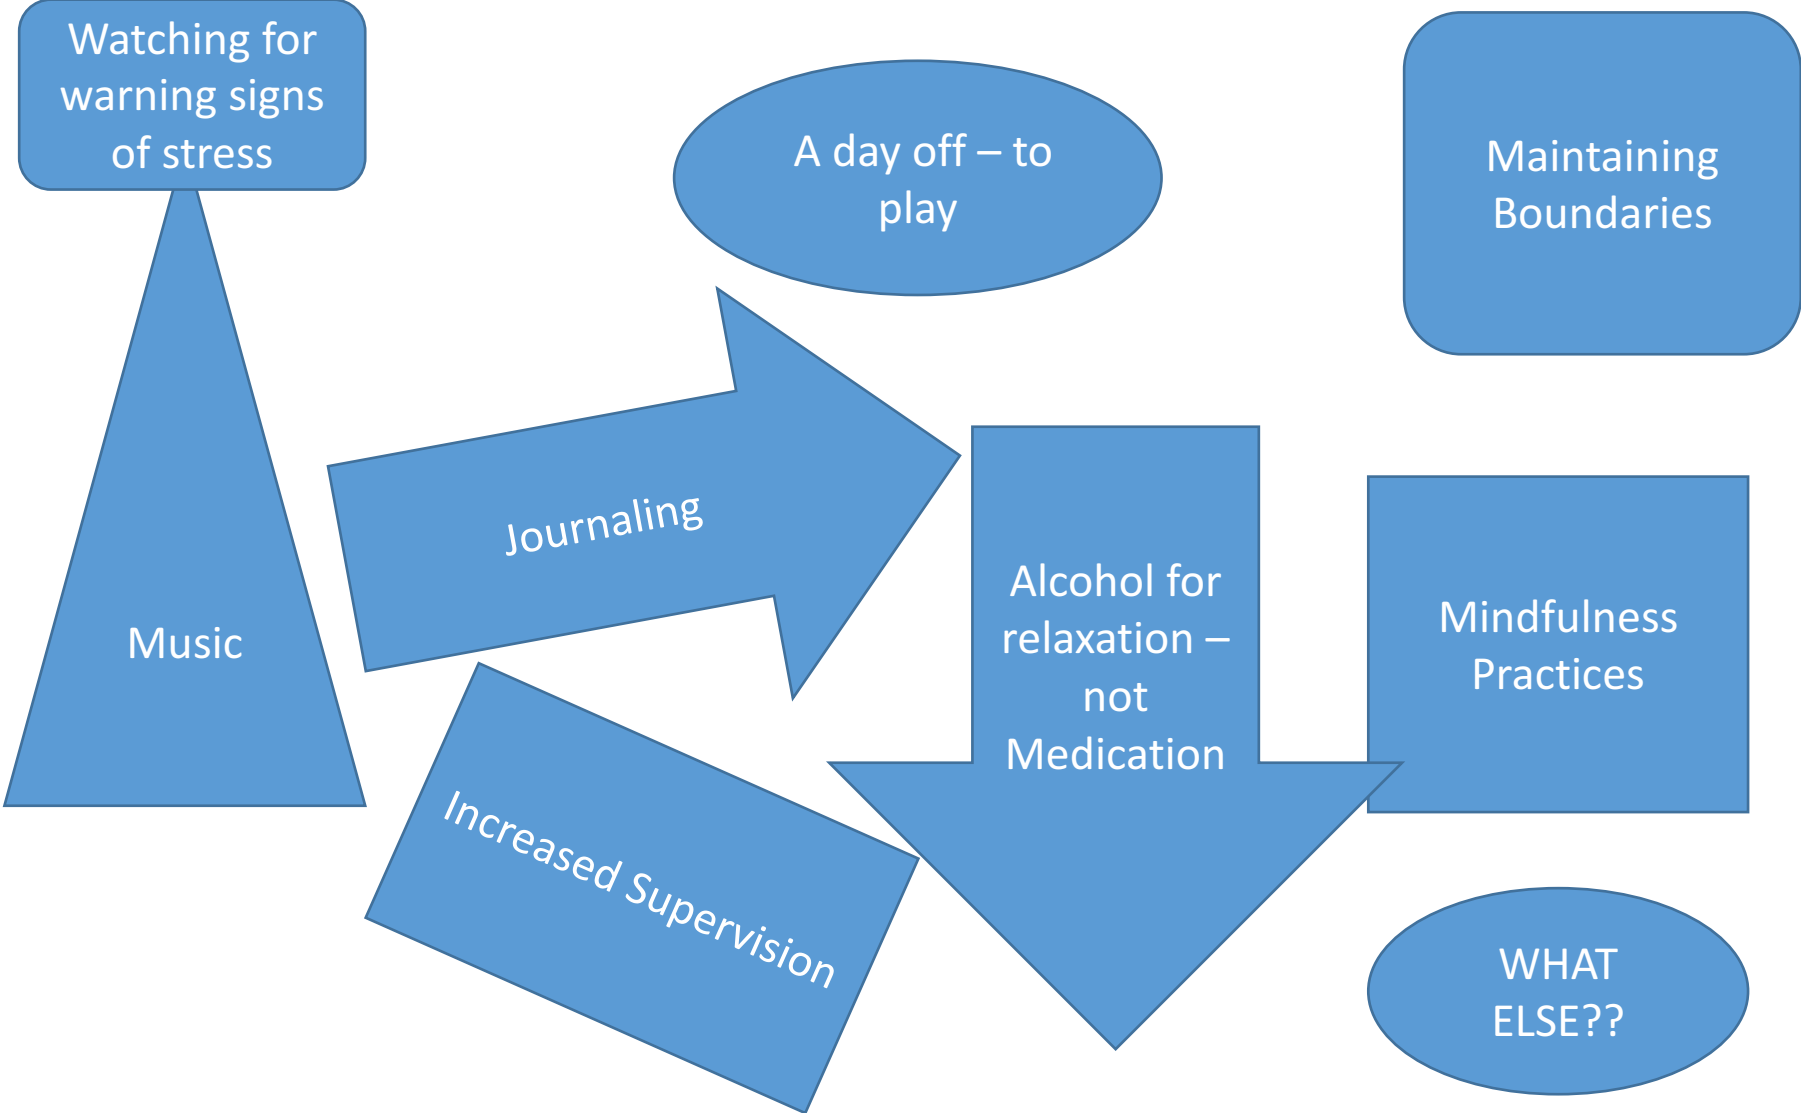 Watching for
warning signs
of stress
A day off – to
play
Maintaining
Boundaries
Journaling
Music
Alcohol for
relaxation –
not
Medication
Mindfulness
Practices
Increased Supervision
WHAT
ELSE??